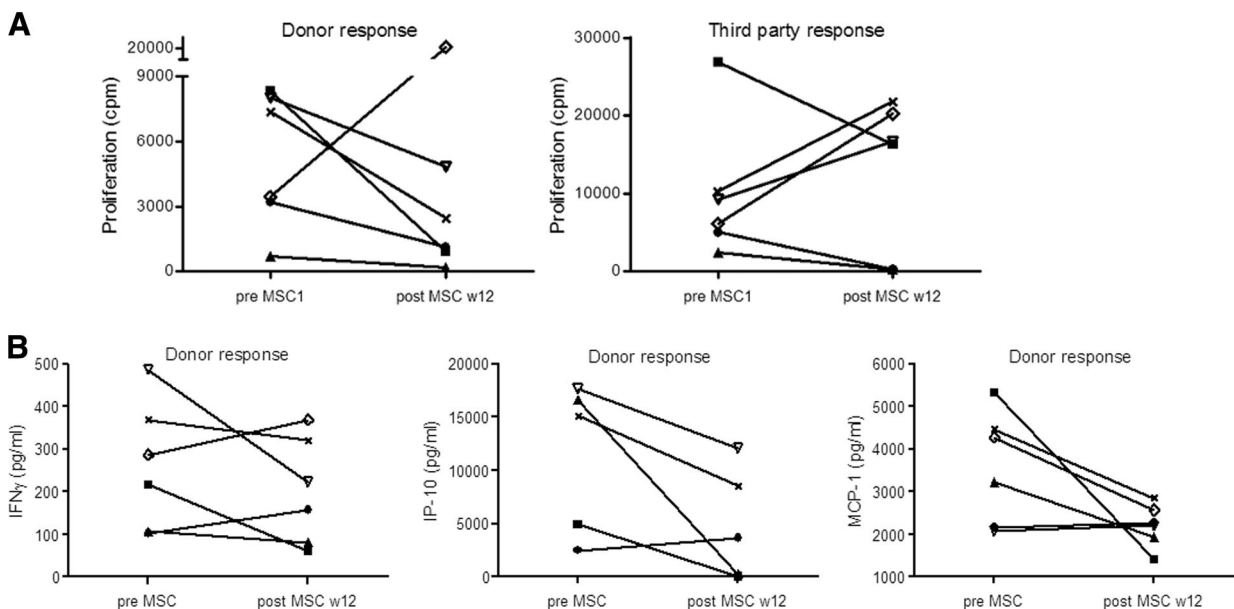 A
Donor response
Proliferation (cpm)
20000
9000
6000
3000
0
pre MSC1 post MSC w12
Third party response
Proliferation (cpm)
30000
20000
10000
0
pre MSC1 post MSC w12
B
Donor response
IFNγ (pg/ml)
500
400
300
200
100
0
pre MSC post MSC w12
Donor response
IP-10 (pg/ml)
20000
15000
10000
5000
0
pre MSC post MSC w12
Donor response
MCP-1 (pg/ml)
6000
5000
4000
3000
2000
1000
pre MSC post MSC w12